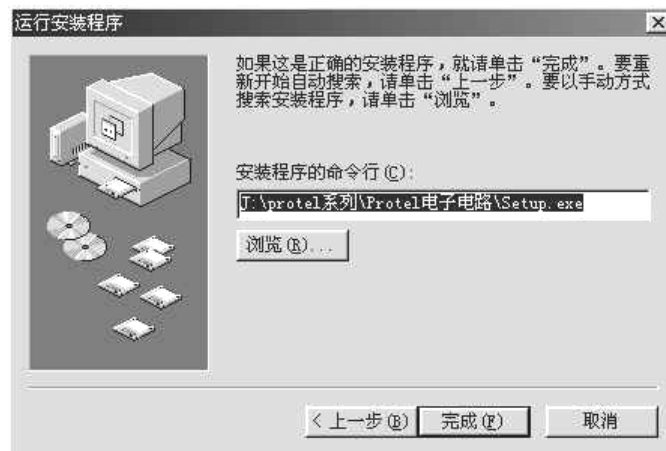 运行安装程序
如果这是正确的安装程序，就请单击“完成”。要重
新开始自动搜索，请单击“上一步”。要以手动方式
搜索安装程序，请单击“浏览”。
安装程序的命令行(C):
J:\protel系列\Protel电子电路\Setup.exe
浏览(R)...
< 上一步(B)
完成(F)
取消